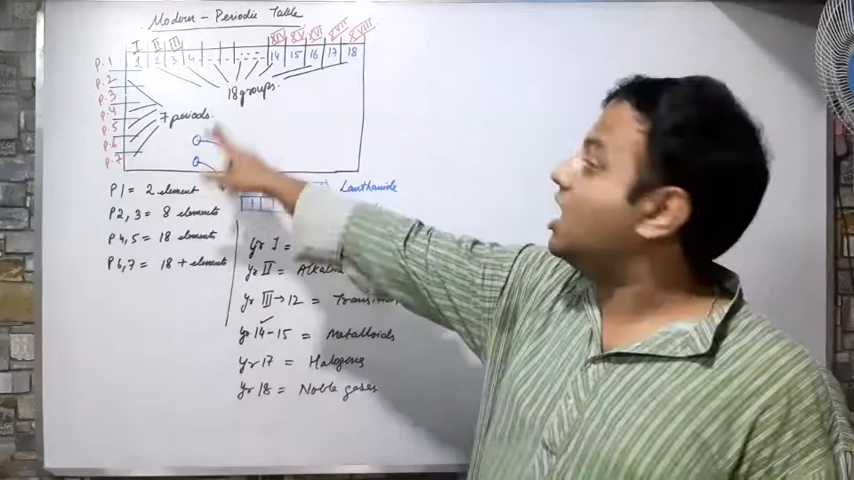 Modern - Periodic Table
I II III XIV XV XVI XVII XVIII
1 2 3 4 - - - - - 14 15 16 17 18
P.1
P.2
P.3
P.4
P.5
P.6
P.7
18 groups.
7 periods.
Lanthanide
P1 = 2 element
P2, 3 = 8 elements
P4, 5 = 18 elements
P6, 7 = 18 + element
gr I =
gr II =
gr III → 12 =
gr 14 - 15 = Metalloids
gr 17 = Halogens
gr 18 = Noble gases